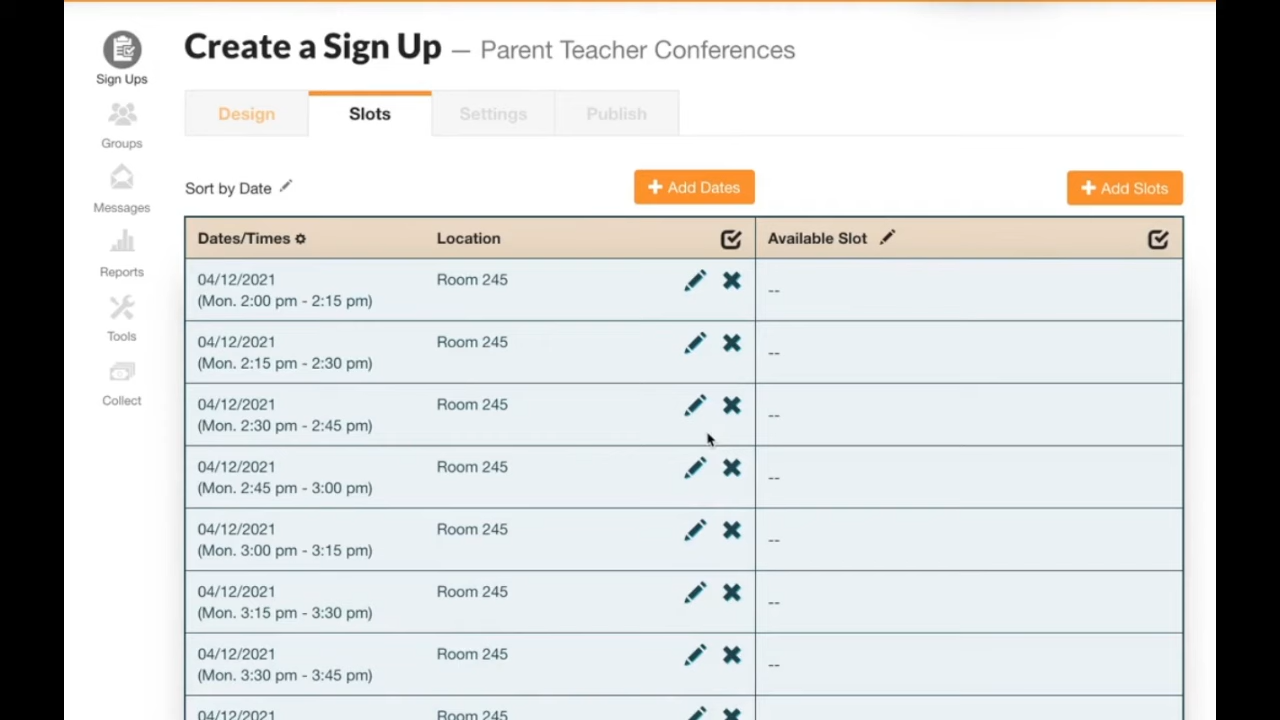 Create a Sign Up — Parent Teacher Conferences
Sign Ups
Groups
Messages
Reports
Tools
Collect
Design
Slots
Settings
Publish
Sort by Date
Add Dates
Add Slots
Dates/Times
Location
Available Slot
04/12/2021
(Mon. 2:00 pm - 2:15 pm)
Room 245
--
04/12/2021
(Mon. 2:15 pm - 2:30 pm)
Room 245
--
04/12/2021
(Mon. 2:30 pm - 2:45 pm)
Room 245
--
04/12/2021
(Mon. 2:45 pm - 3:00 pm)
Room 245
--
04/12/2021
(Mon. 3:00 pm - 3:15 pm)
Room 245
--
04/12/2021
(Mon. 3:15 pm - 3:30 pm)
Room 245
--
04/12/2021
(Mon. 3:30 pm - 3:45 pm)
Room 245
--
04/12/2021
Room 245